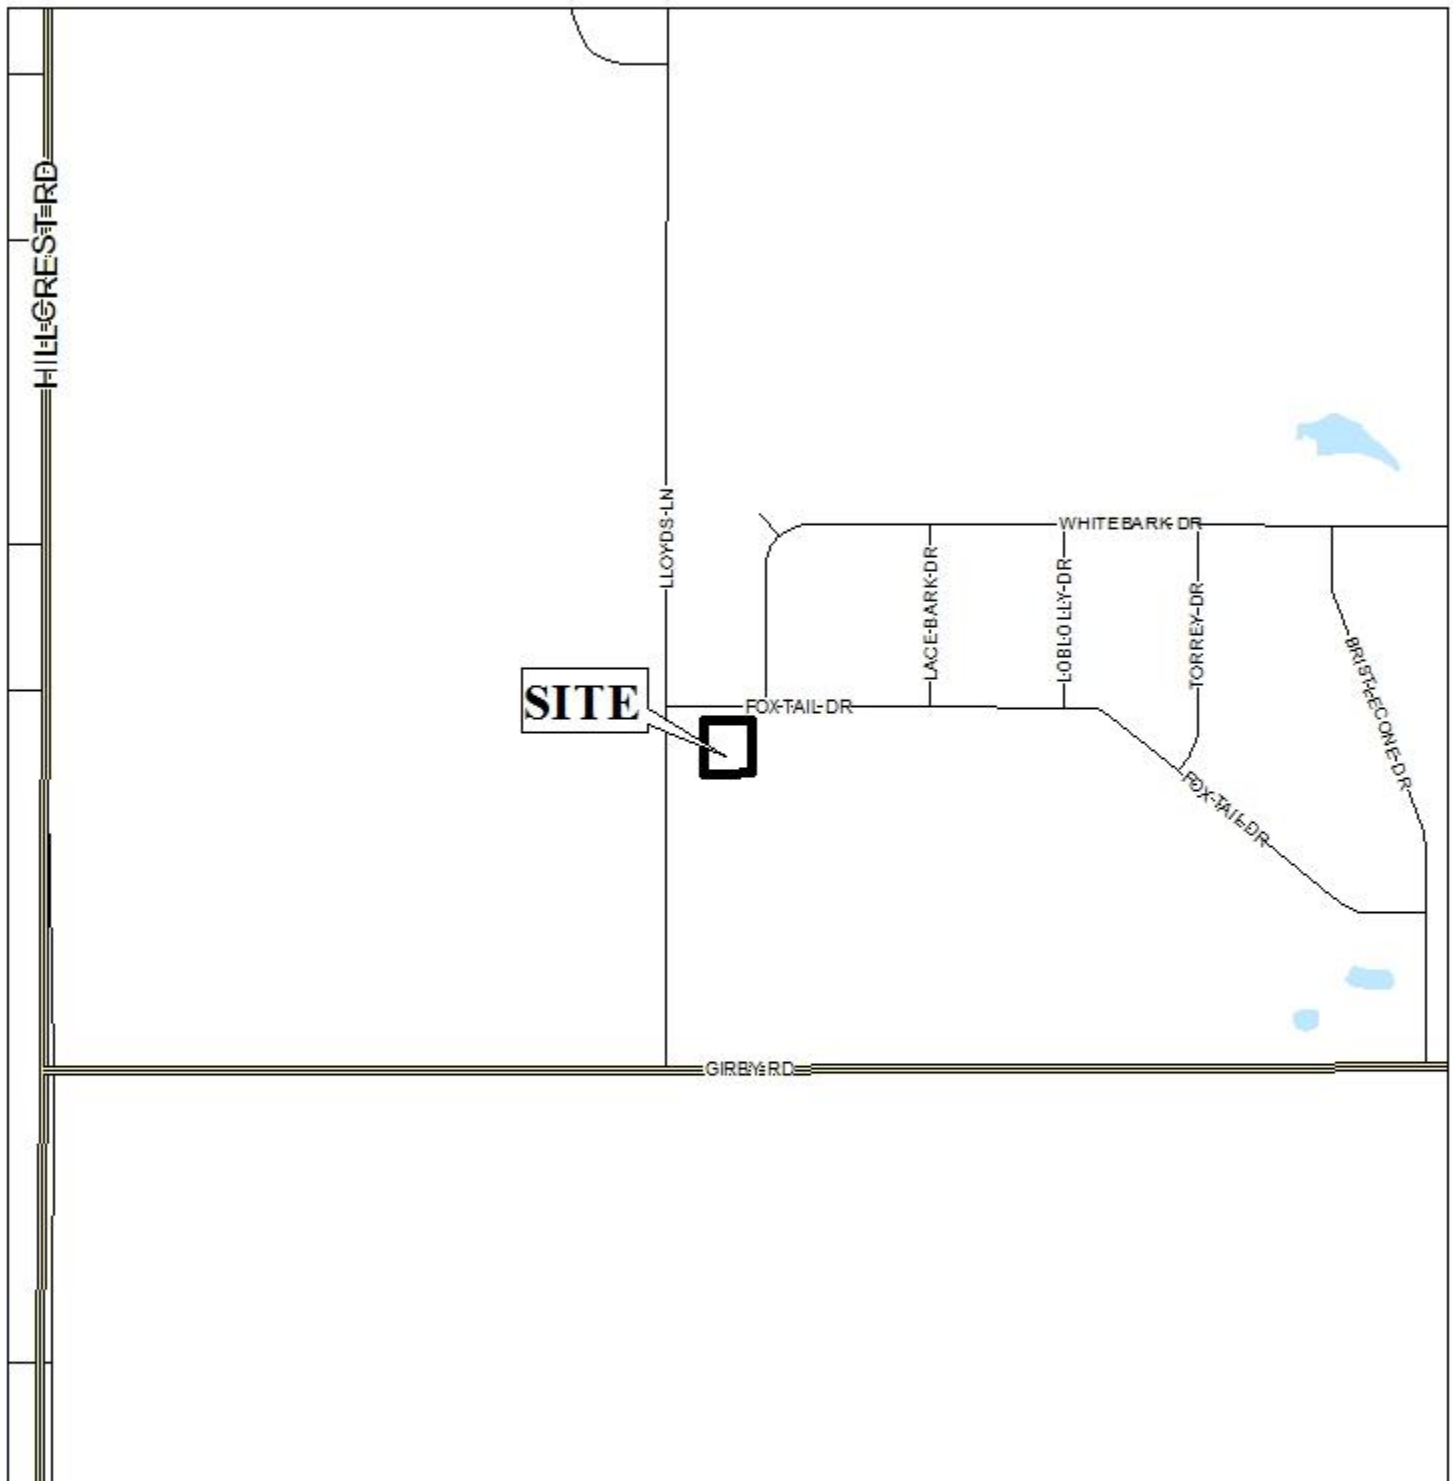 HILLCREST RD
LLOYDS LN
WHITEBARK DR
LACEBARK DR
LOBLOLLY DR
TORREY DR
BRISTLECONE DR
SITE
FOX TAIL DR
FOX TAIL DR
GIRBY RD